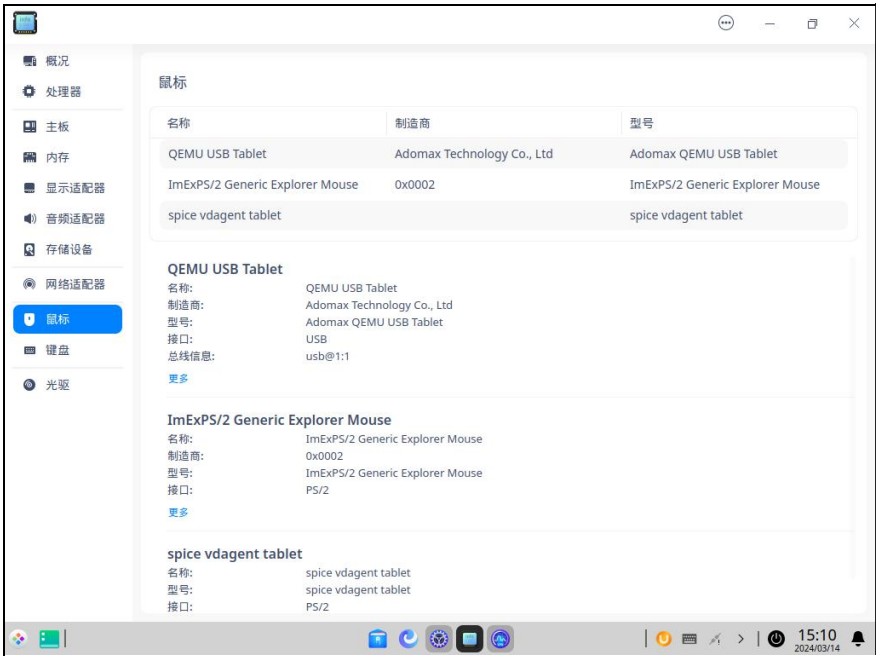 概况
处理器
主板
内存
显示适配器
音频适配器
存储设备
网络适配器
鼠标
键盘
光驱
鼠标
名称 制造商 型号
QEMU USB Tablet Adomax Technology Co., Ltd Adomax QEMU USB Tablet
ImExPS/2 Generic Explorer Mouse 0x0002 ImExPS/2 Generic Explorer Mouse
spice vdagent tablet spice vdagent tablet
QEMU USB Tablet
名称: QEMU USB Tablet
制造商: Adomax Technology Co., Ltd
型号: Adomax QEMU USB Tablet
接口: USB
总线信息: usb@1:1
更多
ImExPS/2 Generic Explorer Mouse
名称: ImExPS/2 Generic Explorer Mouse
制造商: 0x0002
型号: ImExPS/2 Generic Explorer Mouse
接口: PS/2
更多
spice vdagent tablet
名称: spice vdagent tablet
型号: spice vdagent tablet
接口: PS/2
15:10
2024/03/14